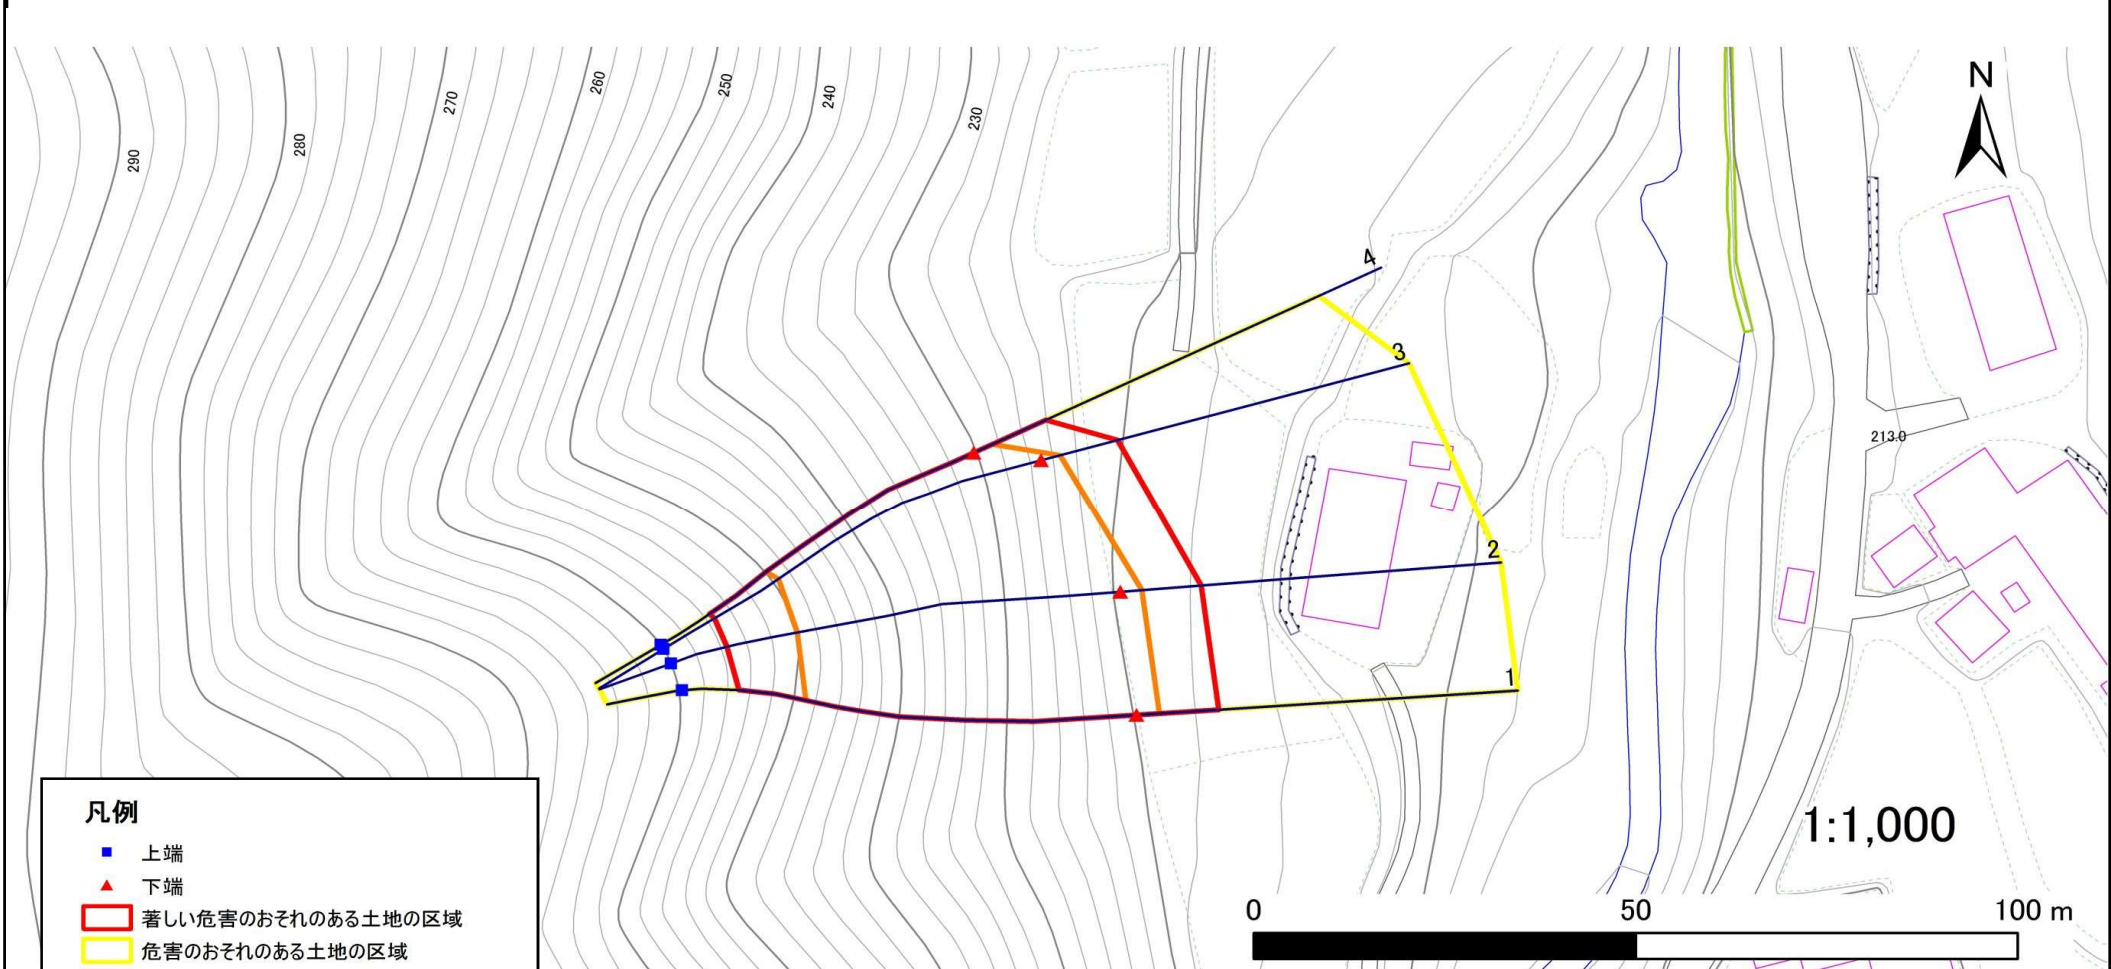 290
280
270
260
250
240
230
N
4
3
2
1
213.0
凡例
上端
下端
著しい危害のおそれのある土地の区域
危害のおそれのある土地の区域
1:1,000
0 50 100 m